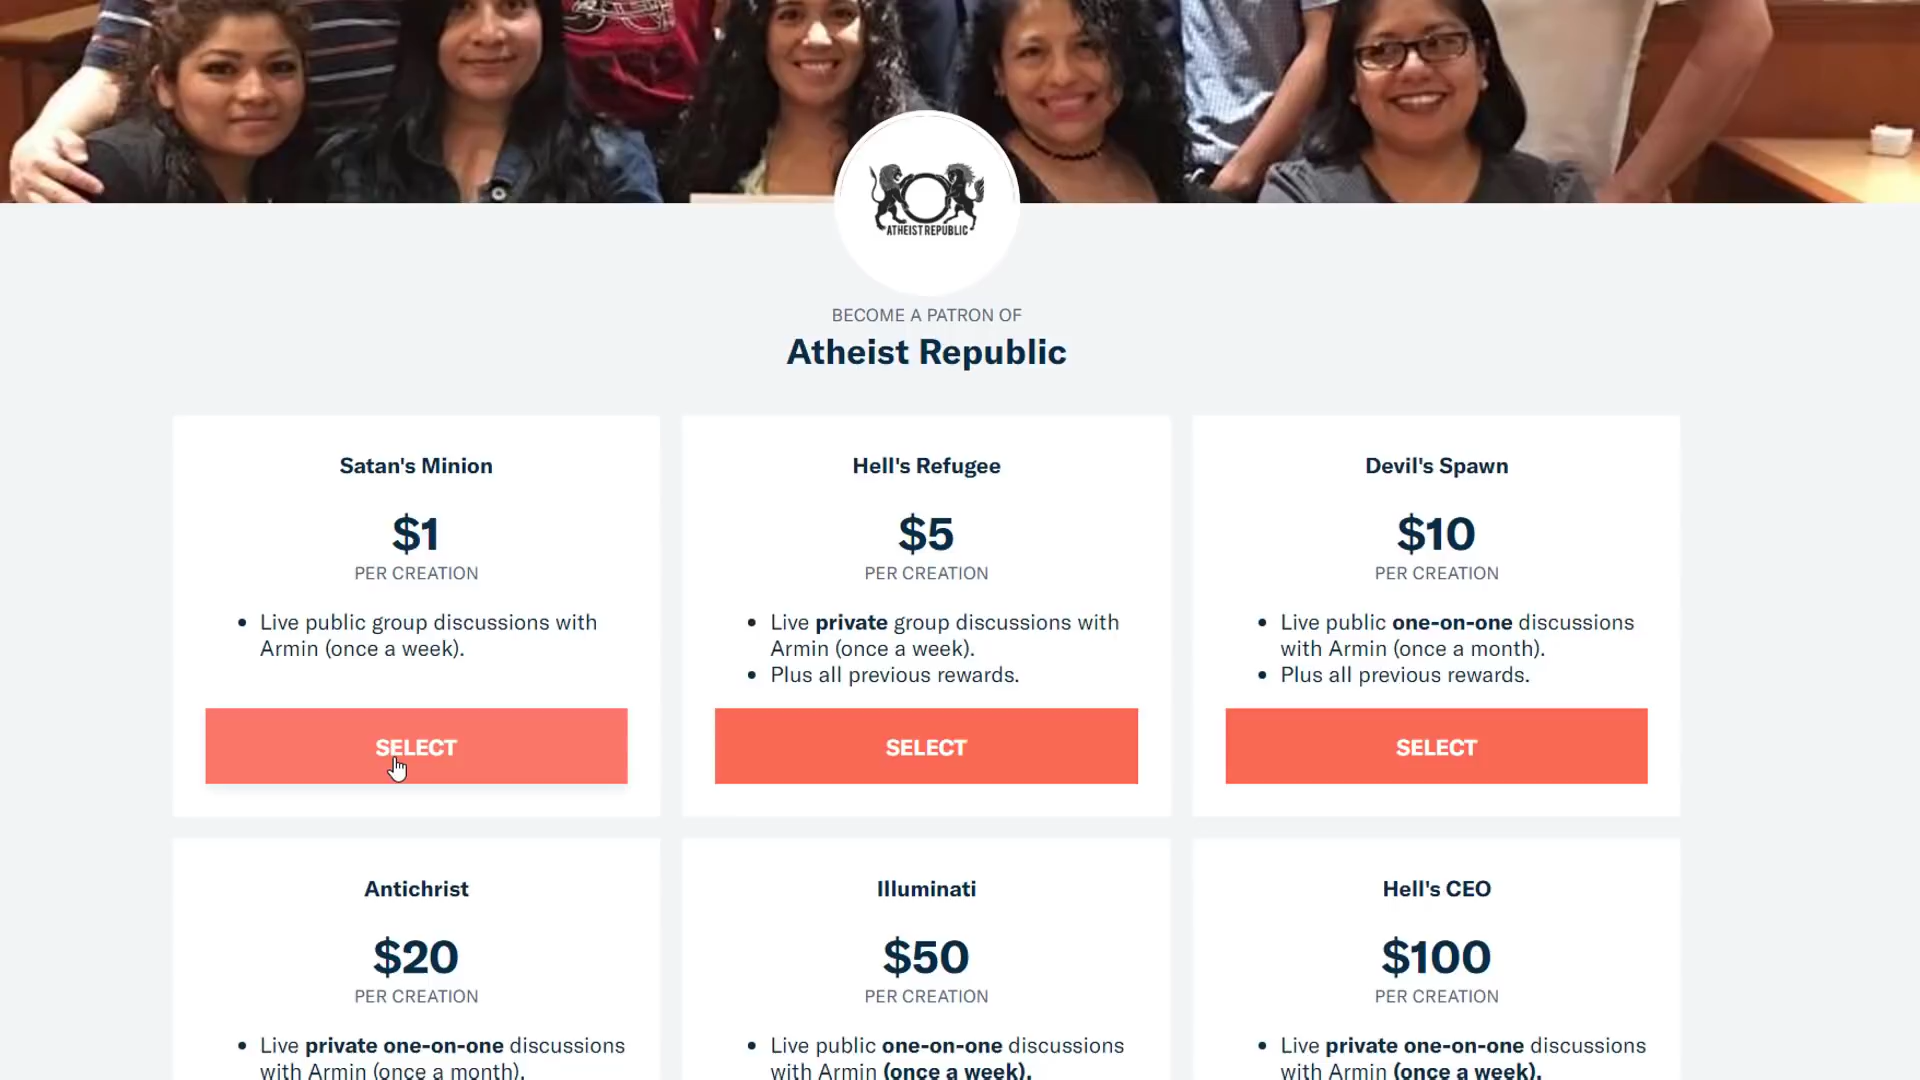 ATHEIST REPUBLIC
BECOME A PATRON OF
Atheist Republic
Satan's Minion
$1
PER CREATION
• Live public group discussions with
Armin (once a week).
SELECT
Hell's Refugee
$5
PER CREATION
• Live private group discussions with
Armin (once a week).
• Plus all previous rewards.
SELECT
Devil's Spawn
$10
PER CREATION
• Live public one-on-one discussions
with Armin (once a month).
• Plus all previous rewards.
SELECT
Antichrist
$20
PER CREATION
• Live private one-on-one discussions
with Armin (once a month).
Illuminati
$50
PER CREATION
• Live public one-on-one discussions
with Armin (once a week).
Hell's CEO
$100
PER CREATION
• Live private one-on-one discussions
with Armin (once a week).